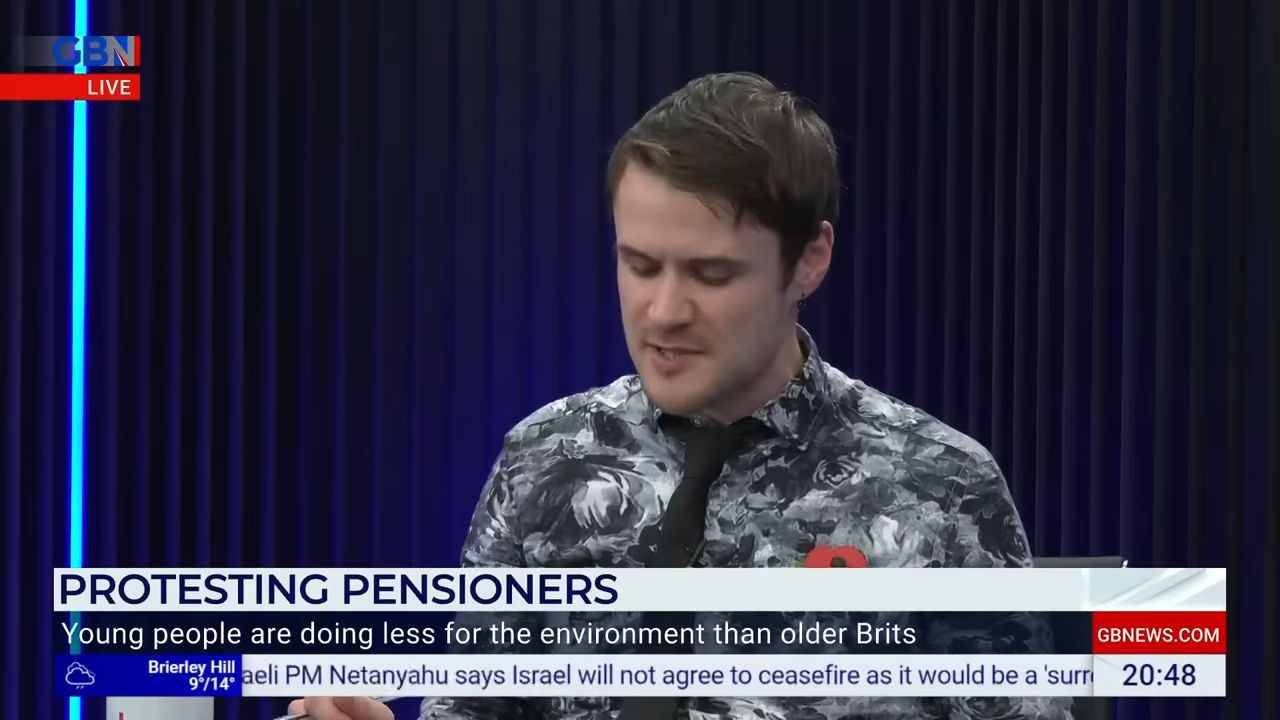 GBN
LIVE
PROTESTING PENSIONERS
Young people are doing less for the environment than older Brits
GBNEWS.COM
Brierley Hill
9°/14°
aeli PM Netanyahu says Israel will not agree to ceasefire as it would be a 'surr
20:48